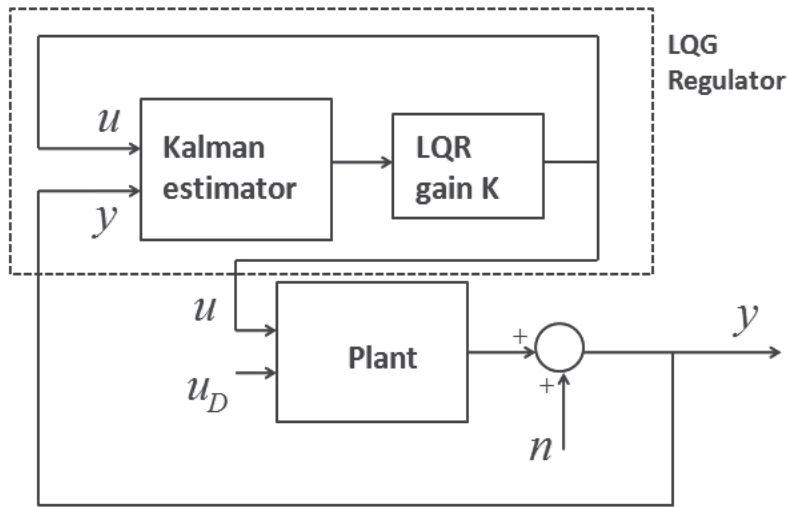 LQG
Regulator
u
Kalman
estimator
LQR
gain K
y
u
Plant
u_D
+
+
n
y